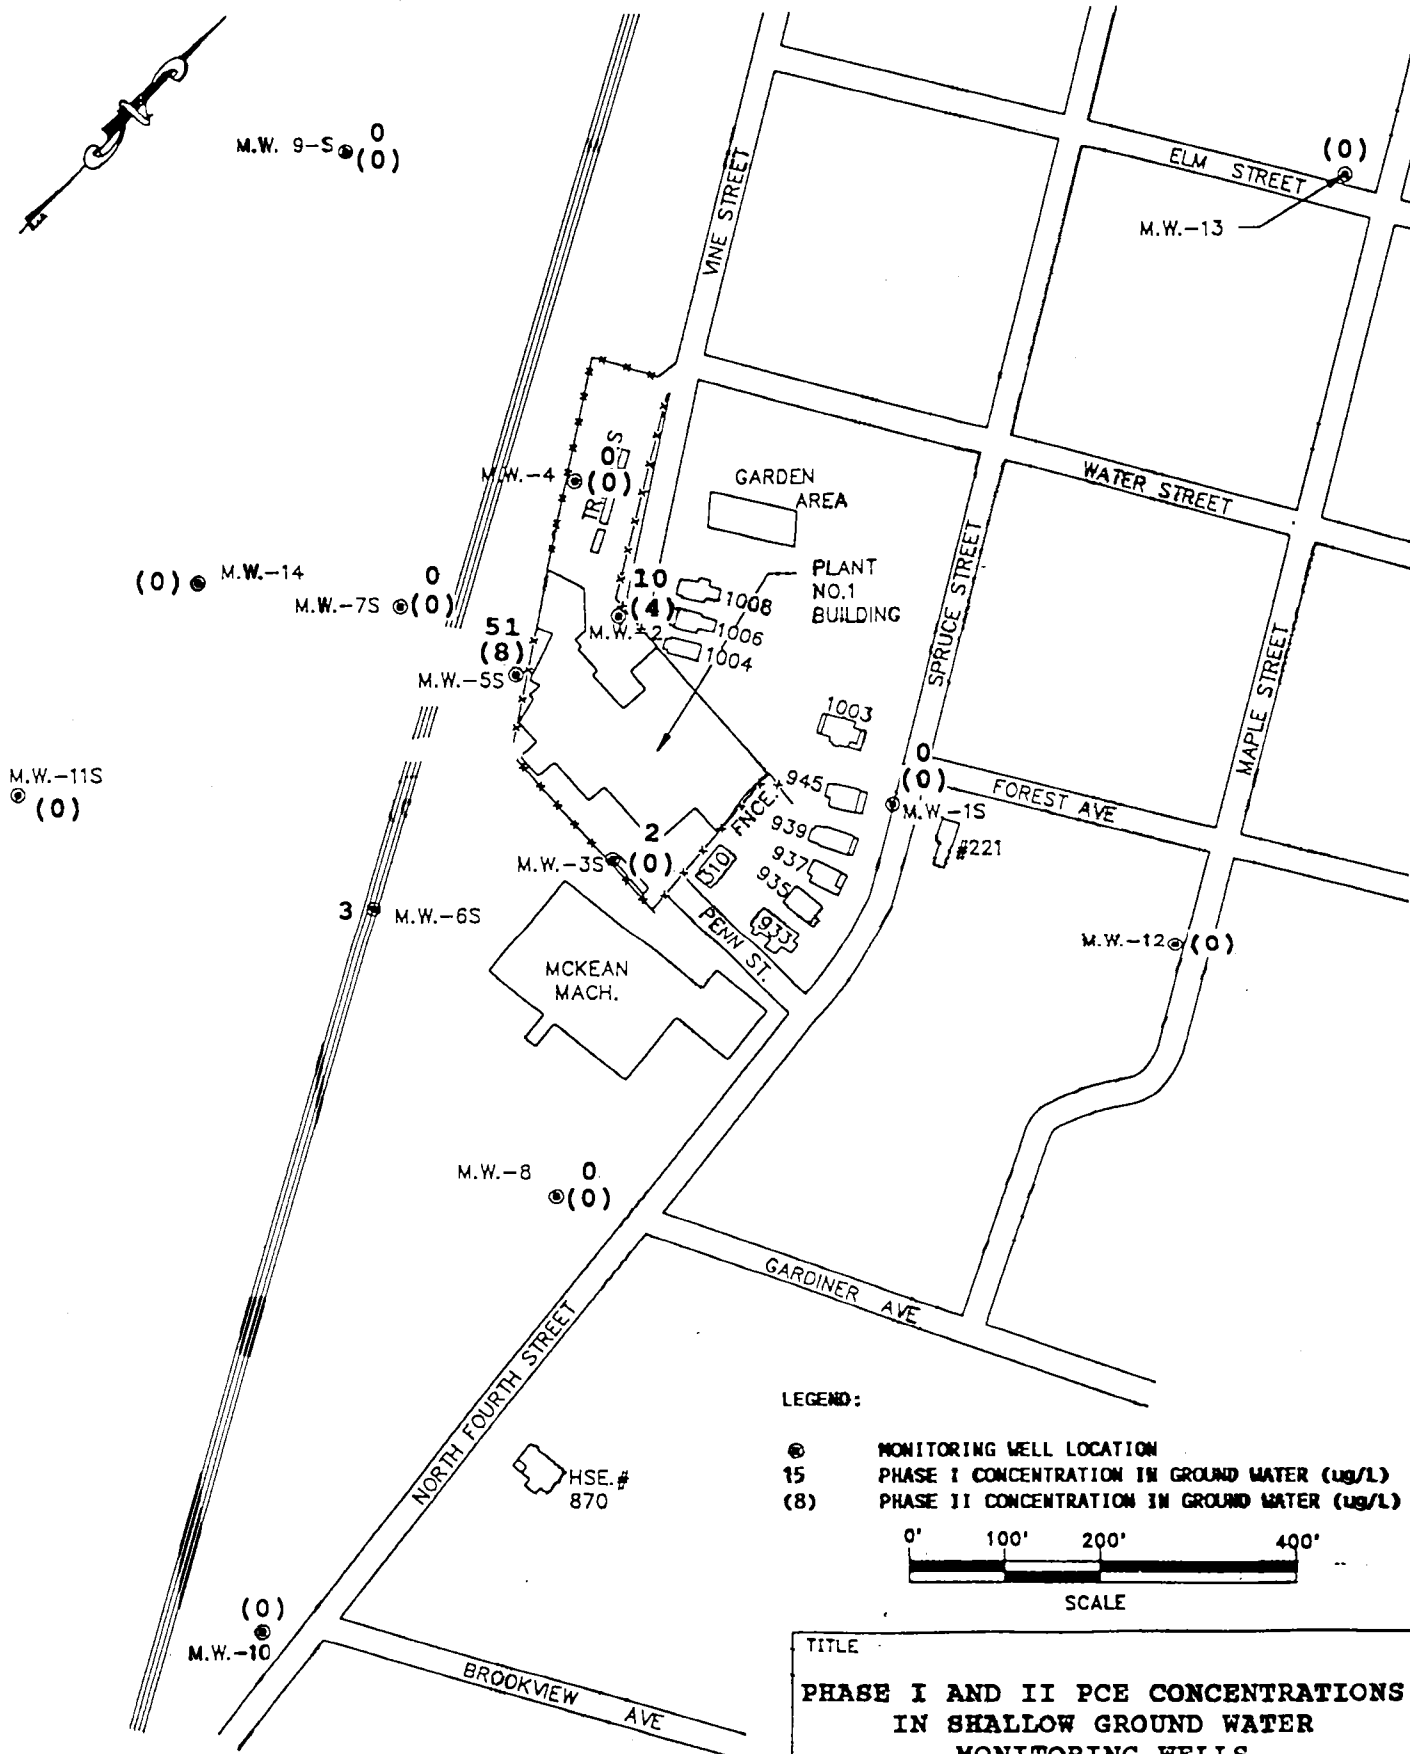 M.W. 9-S
0
(0)
(0)
ELM STREET
M.W.-13
VINE STREET
M.W.-4
0
(0)
GARDEN
AREA
WATER STREET
SPRUCE STREET
MAPLE STREET
PLANT
NO.1
BUILDING
(0)
M.W.-14
0
M.W.-7S
(0)
10
(4)
M.W.-2
1008
1006
1004
51
(8)
M.W.-5S
1003
M.W.-11S
(0)
0
(0)
M.W.-1S
FOREST AVE
945
939
937
935
933
#221
FNCE.
310
2
M.W.-3S
(0)
3
M.W.-6S
PENN ST.
M.W.-12
(0)
MCKEAN
MACH.
M.W.-8
0
(0)
GARDINER AVE
NORTH FOURTH STREET
HSE.#
870
(0)
M.W.-10
BROOKVIEW
AVE
LEGEND:
MONITORING WELL LOCATION
15 PHASE I CONCENTRATION IN GROUND WATER (ug/L)
(8) PHASE II CONCENTRATION IN GROUND WATER (ug/L)
0' 100' 200' 400'
SCALE
TITLE
PHASE I AND II PCE CONCENTRATIONS
IN SHALLOW GROUND WATER
MONITORING WELLS